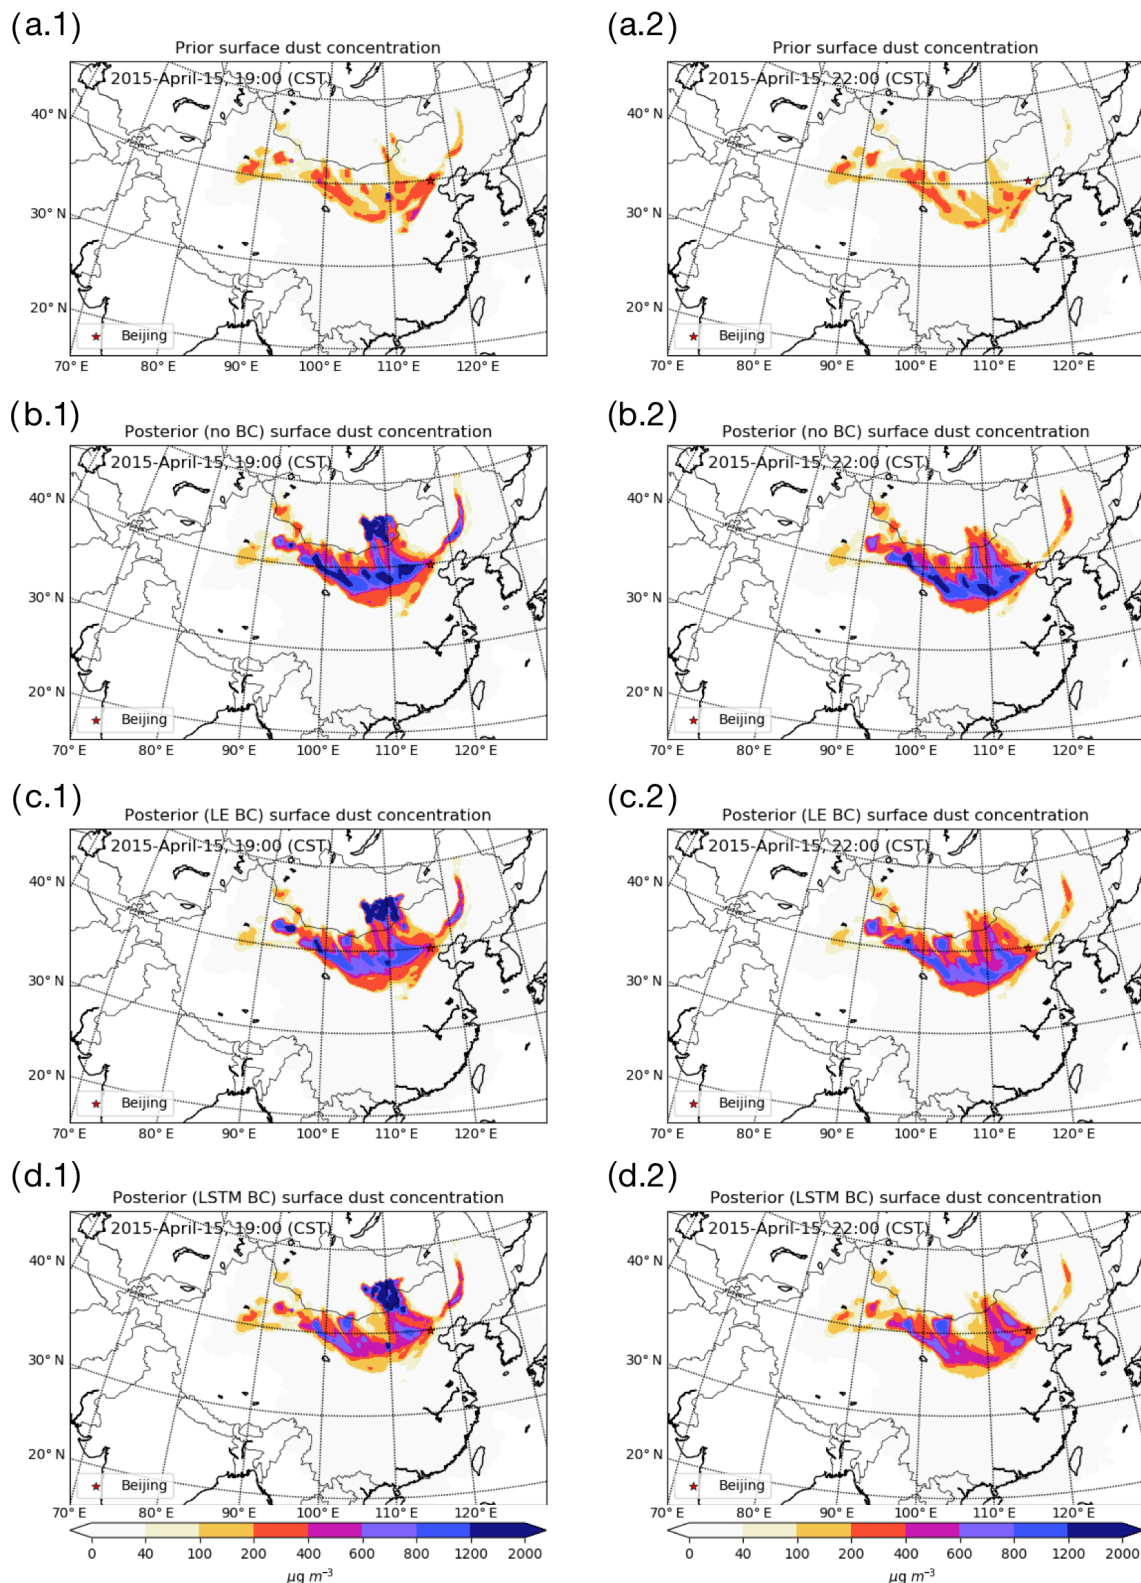 (a.1) (a.2)
Prior surface dust concentration Prior surface dust concentration
2015-April-15, 19:00 (CST) 2015-April-15, 22:00 (CST)
40° N 40° N
30° N 30° N
20° N 20° N
Beijing Beijing
70° E 80° E 90° E 100° E 110° E 120° E 70° E 80° E 90° E 100° E 110° E 120° E
(b.1) (b.2)
Posterior (no BC) surface dust concentration Posterior (no BC) surface dust concentration
2015-April-15, 19:00 (CST) 2015-April-15, 22:00 (CST)
40° N 40° N
30° N 30° N
20° N 20° N
Beijing Beijing
70° E 80° E 90° E 100° E 110° E 120° E 70° E 80° E 90° E 100° E 110° E 120° E
(c.1) (c.2)
Posterior (LE BC) surface dust concentration Posterior (LE BC) surface dust concentration
2015-April-15, 19:00 (CST) 2015-April-15, 22:00 (CST)
40° N 40° N
30° N 30° N
20° N 20° N
Beijing Beijing
70° E 80° E 90° E 100° E 110° E 120° E 70° E 80° E 90° E 100° E 110° E 120° E
(d.1) (d.2)
Posterior (LSTM BC) surface dust concentration Posterior (LSTM BC) surface dust concentration
2015-April-15, 19:00 (CST) 2015-April-15, 22:00 (CST)
40° N 40° N
30° N 30° N
20° N 20° N
Beijing Beijing
70° E 80° E 90° E 100° E 110° E 120° E 70° E 80° E 90° E 100° E 110° E 120° E
0 40 100 200 400 600 800 1200 2000 0 40 100 200 400 600 800 1200 2000
μg m⁻³ μg m⁻³